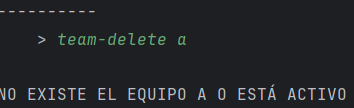 ----------
> team-delete a
NO EXISTE EL EQUIPO A O ESTÁ ACTIVO